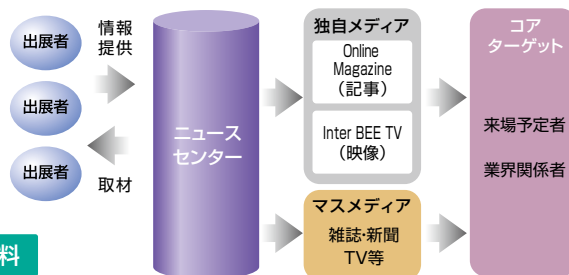 出展者
出展者
出展者
情報
提供
取材
ニュース
センター
独自メディア
Online
Magazine
（記事）
Inter BEE TV
（映像）
マスメディア
雑誌・新聞
TV等
コア
ターゲット
来場予定者
業界関係者
料